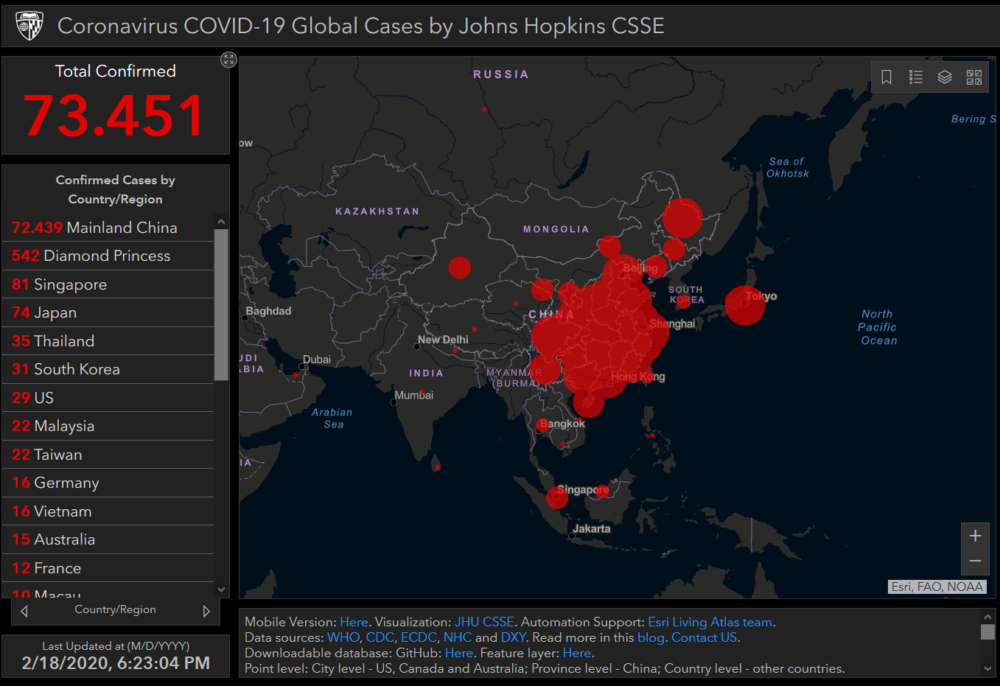 Coronavirus COVID-19 Global Cases by Johns Hopkins CSSE
Total Confirmed
73.451
Confirmed Cases by
Country/Region
72.439 Mainland China
542 Diamond Princess
81 Singapore
74 Japan
35 Thailand
31 South Korea
29 US
22 Malaysia
22 Taiwan
16 Germany
16 Vietnam
15 Australia
12 France
10 Macau
Country/Region
Last Updated at (M/D/YYYY)
2/18/2020, 6:23:04 PM
RUSSIA
Bering S
ow
Sea of
Okhotsk
KAZAKHSTAN
MONGOLIA
Beijing
SOUTH
KOREA
Tokyo
Baghdad
CHINA
Shanghai
North
Pacific
Ocean
New Delhi
UDI
ABIA
Dubai
INDIA
MYANMAR
(BURMA)
Hong Kong
Mumbai
Arabian
Sea
Bangkok
IA
Singapore
Jakarta
Esri, FAO, NOAA
Mobile Version: Here. Visualization: JHU CSSE. Automation Support: Esri Living Atlas team.
Data sources: WHO, CDC, ECDC, NHC and DXY. Read more in this blog. Contact US.
Downloadable database: GitHub: Here. Feature layer: Here.
Point level: City level - US, Canada and Australia; Province level - China; Country level - other countries.